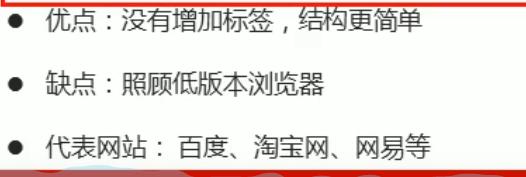 ● 优点：没有增加标签，结构更简单
● 缺点：照顾低版本浏览器
● 代表网站： 百度、淘宝网、网易等